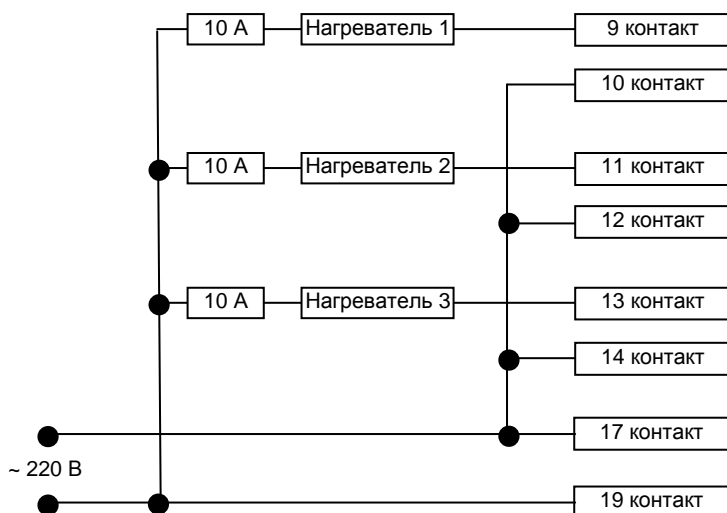 10 А Нагреватель 1 9 контакт
10 контакт
10 А Нагреватель 2 11 контакт
12 контакт
10 А Нагреватель 3 13 контакт
14 контакт
17 контакт
~ 220 В
19 контакт